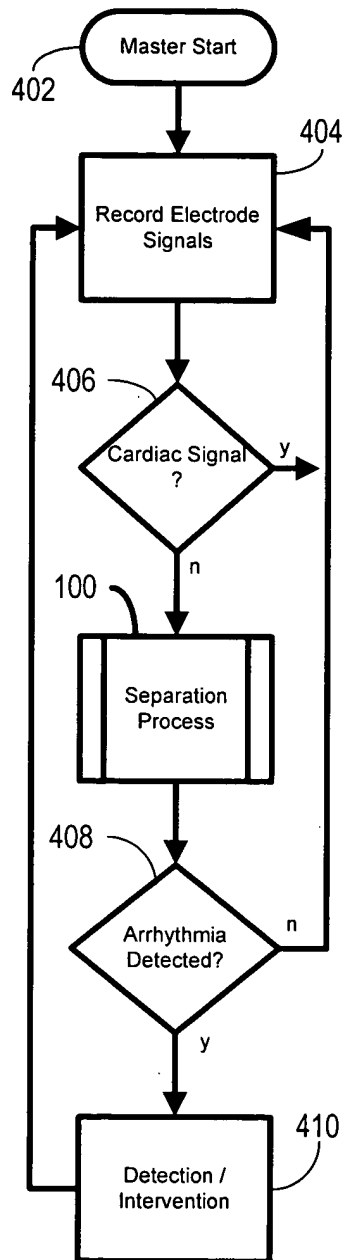 Master Start
402
404
Record Electrode
Signals
406
Cardiac Signal
?
y
n
100
Separation
Process
408
Arrhythmia
Detected?
n
y
410
Detection /
Intervention